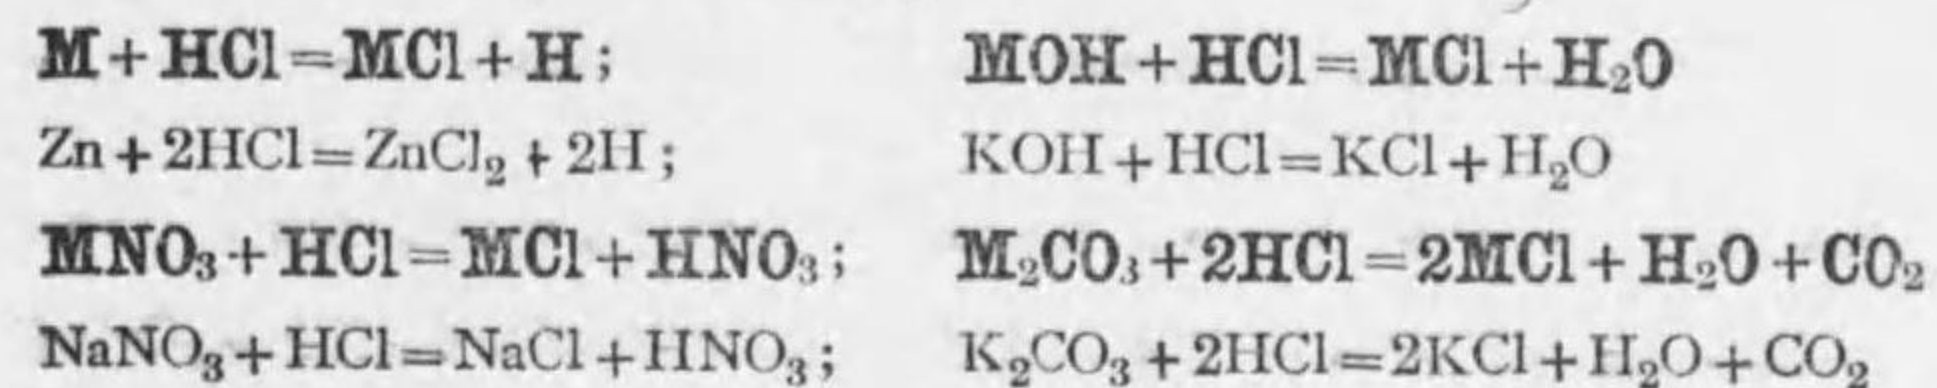 M+HCl=MCl+H; MOH+HCl=MCl+H₂O
Zn+2HCl=ZnCl₂+2H; KOH+HCl=KCl+H₂O
MNO₃+HCl=MCl+HNO₃; M₂CO₃+2HCl=2MCl+H₂O+CO₂
NaNO₃+HCl=NaCl+HNO₃; K₂CO₃+2HCl=2KCl+H₂O+CO₂